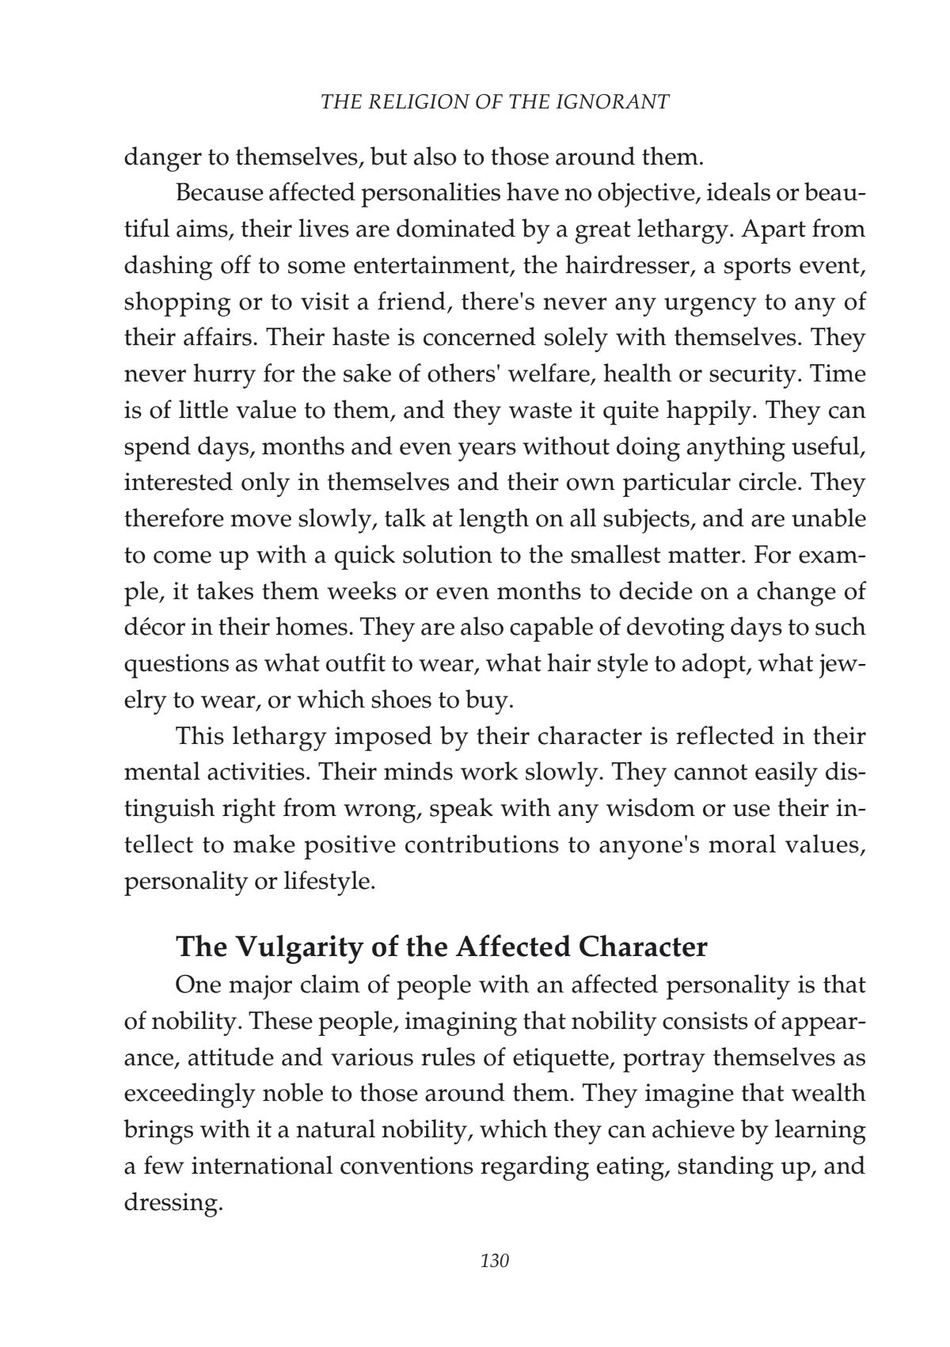 THE RELIGION OF THE IGNORANT
danger to themselves, but also to those around them.
Because affected personalities have no objective, ideals or beau-
tiful aims, their lives are dominated by a great lethargy. Apart from
dashing off to some entertainment, the hairdresser, a sports event,
shopping or to visit a friend, there's never any urgency to any of
their affairs. Their haste is concerned solely with themselves. They
never hurry for the sake of others' welfare, health or security. Time
is of little value to them, and they waste it quite happily. They can
spend days, months and even years without doing anything useful,
interested only in themselves and their own particular circle. They
therefore move slowly, talk at length on all subjects, and are unable
to come up with a quick solution to the smallest matter. For exam-
ple, it takes them weeks or even months to decide on a change of
décor in their homes. They are also capable of devoting days to such
questions as what outfit to wear, what hair style to adopt, what jew-
elry to wear, or which shoes to buy.
This lethargy imposed by their character is reflected in their
mental activities. Their minds work slowly. They cannot easily dis-
tinguish right from wrong, speak with any wisdom or use their in-
tellect to make positive contributions to anyone's moral values,
personality or lifestyle.
The Vulgarity of the Affected Character
One major claim of people with an affected personality is that
of nobility. These people, imagining that nobility consists of appear-
ance, attitude and various rules of etiquette, portray themselves as
exceedingly noble to those around them. They imagine that wealth
brings with it a natural nobility, which they can achieve by learning
a few international conventions regarding eating, standing up, and
dressing.
130